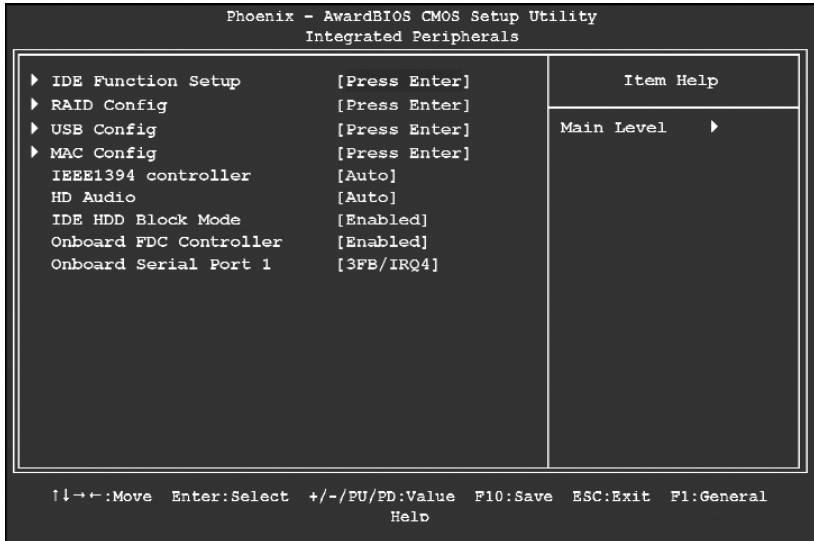 Phoenix - AwardBIOS CMOS Setup Utility
Integrated Peripherals
IDE Function Setup [Press Enter]
RAID Config [Press Enter]
USB Config [Press Enter]
MAC Config [Press Enter]
IEEE1394 controller [Auto]
HD Audio [Auto]
IDE HDD Block Mode [Enabled]
Onboard FDC Controller [Enabled]
Onboard Serial Port 1 [3FB/IRQ4]
Item Help
Main Level
↑↓→←:Move Enter:Select +/-/PU/PD:Value F10:Save ESC:Exit F1:General
Help